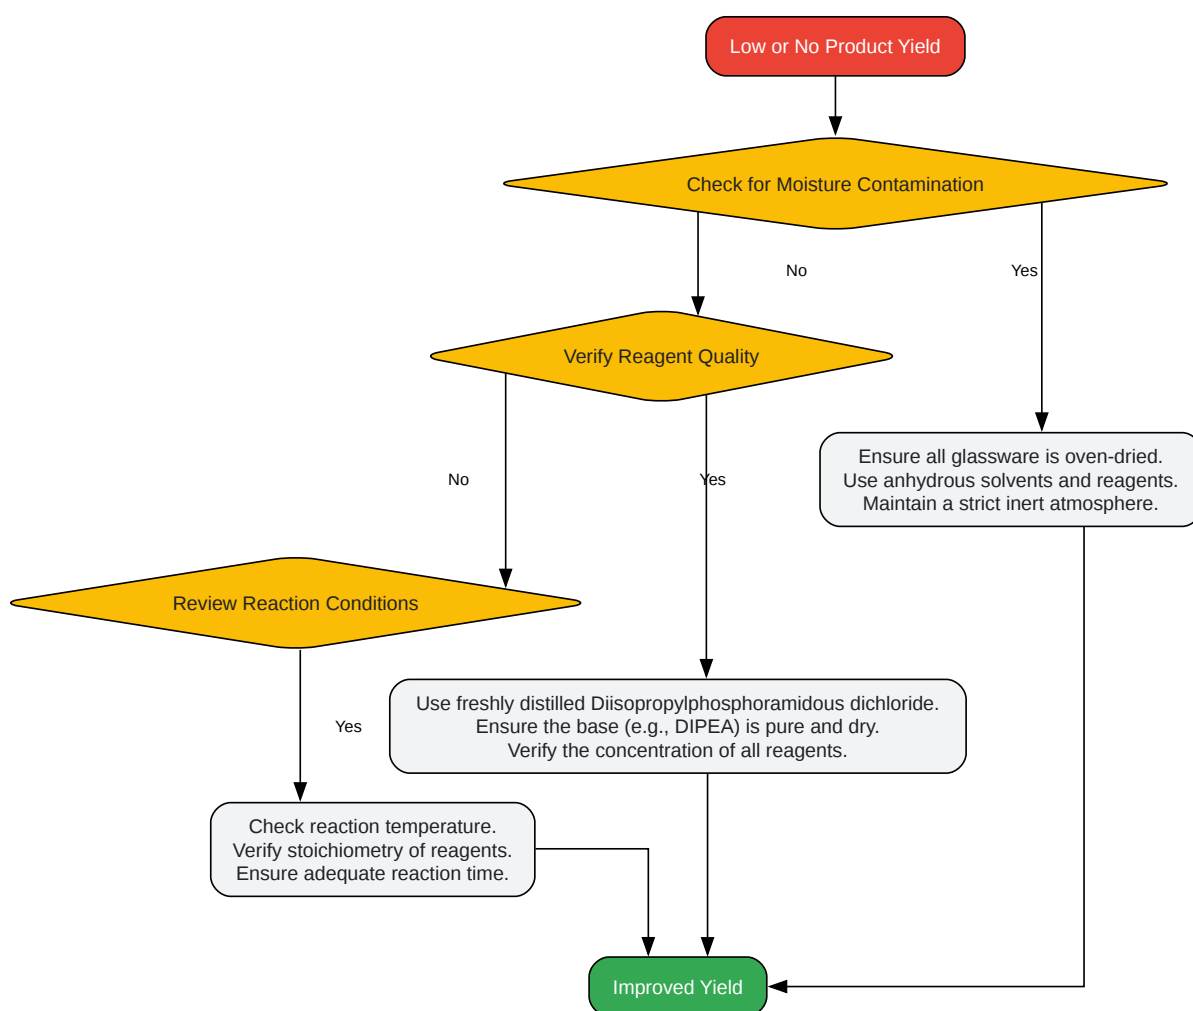 Low or No Product Yield
Check for Moisture Contamination
No
Yes
Verify Reagent Quality
Ensure all glassware is oven-dried.
Use anhydrous solvents and reagents.
Maintain a strict inert atmosphere.
No
Yes
Review Reaction Conditions
Use freshly distilled Diisopropylphosphoramidous dichloride.
Ensure the base (e.g., DIPEA) is pure and dry.
Verify the concentration of all reagents.
Yes
Check reaction temperature.
Verify stoichiometry of reagents.
Ensure adequate reaction time.
Improved Yield